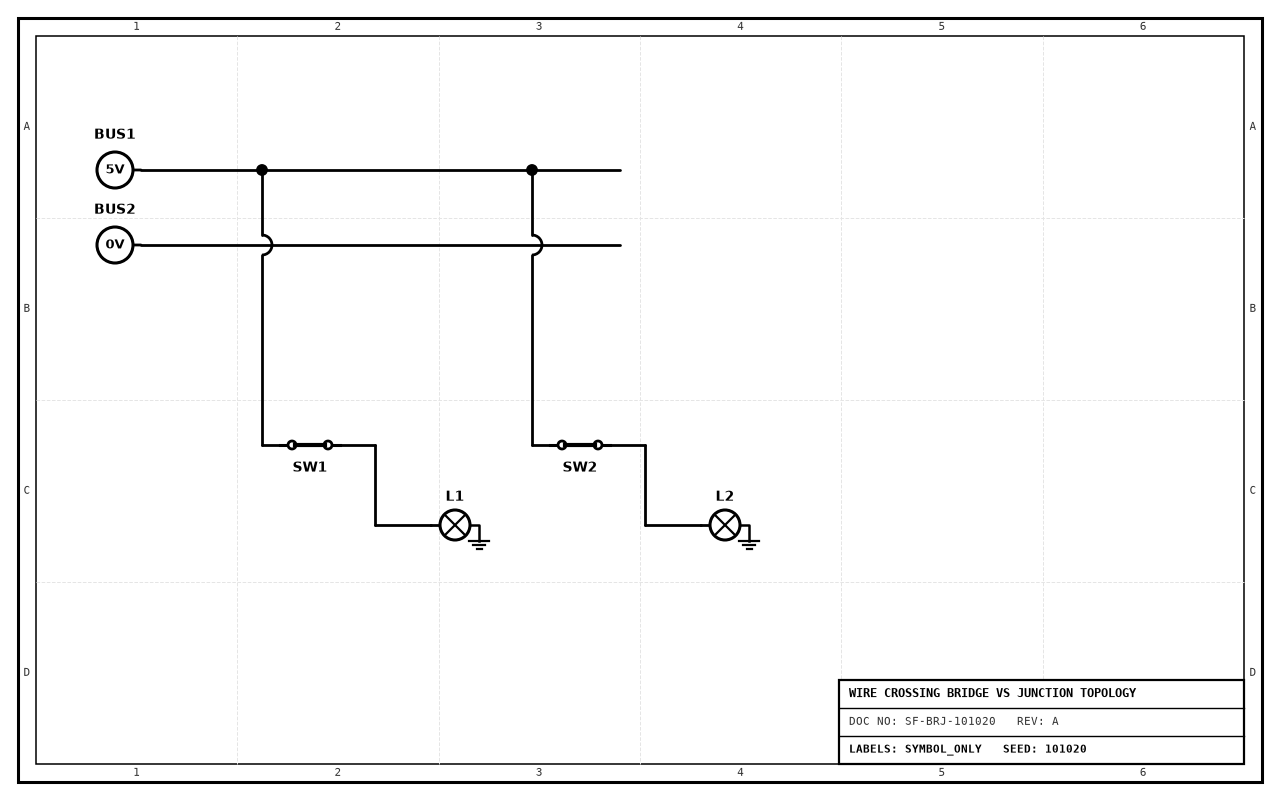 1 2 3 4 5 6
A A
BUS1
5V
BUS2
0V
B B
SW1 SW2
C C
L1 L2
D D
WIRE CROSSING BRIDGE VS JUNCTION TOPOLOGY
DOC NO: SF-BRJ-101020 REV: A
LABELS: SYMBOL_ONLY SEED: 101020
1 2 3 4 5 6